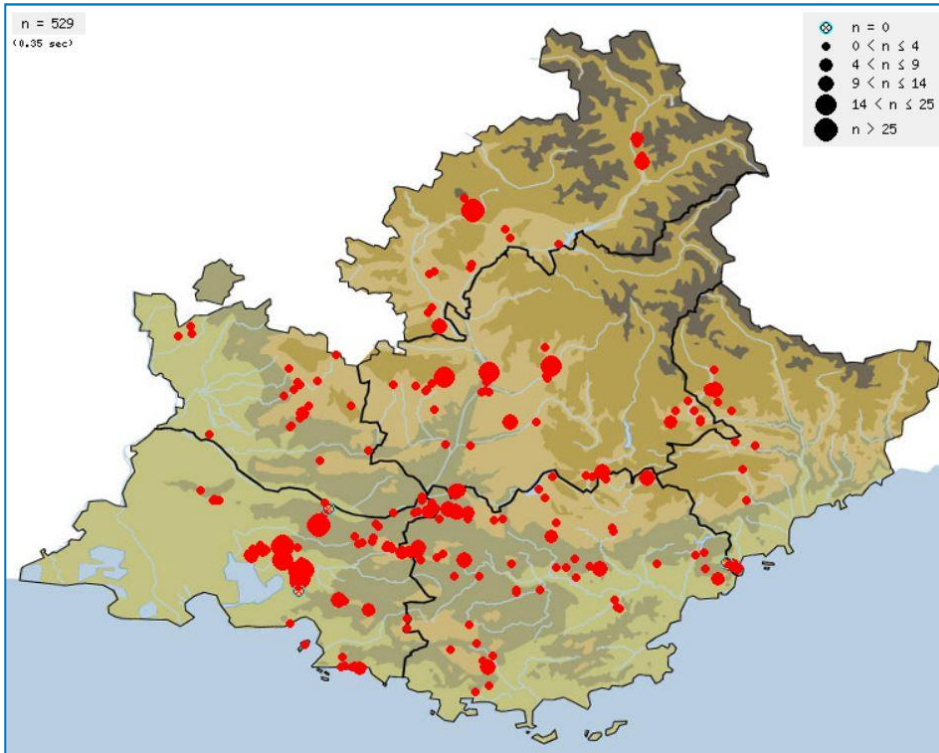 n = 529
(0.35 sec)
n = 0
0 < n ≤ 4
4 < n ≤ 9
9 < n ≤ 14
14 < n ≤ 25
n > 25